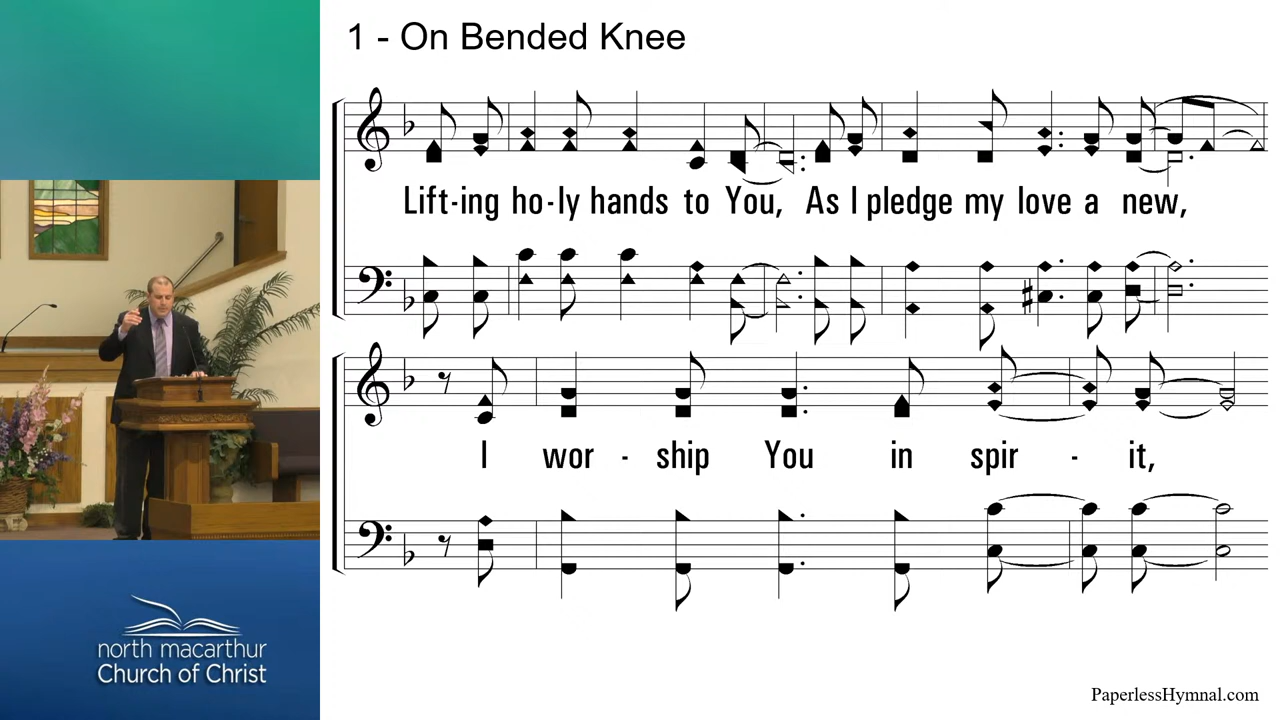 1 - On Bended Knee
Lift-ing ho-ly hands to You, As I pledge my love a new,
I wor - ship You in spir - it,
north macarthur
Church of Christ
PaperlessHymnal.com